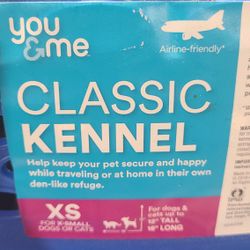 you
&me
Airline-friendly*
CLASSIC
KENNEL
Help keep your pet secure and happy
while traveling or at home in their own
den-like refuge.
XS
FOR X-SMALL
DOGS OR CATS
For dogs &
cats up to
12" TALL
18" LONG